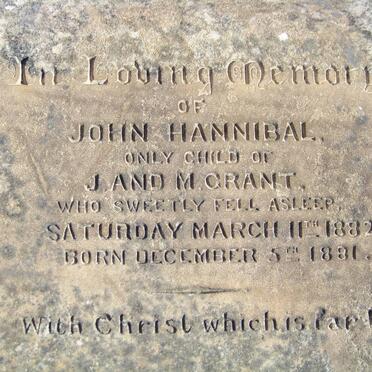 In Loving Memory
OF
JOHN HANNIBAL,
ONLY CHILD OF
J. AND M. GRANT.
WHO SWEETLY FELL ASLEEP,
SATURDAY MARCH 11TH 1882
BORN DECEMBER 5TH 1881.
With Christ which is far